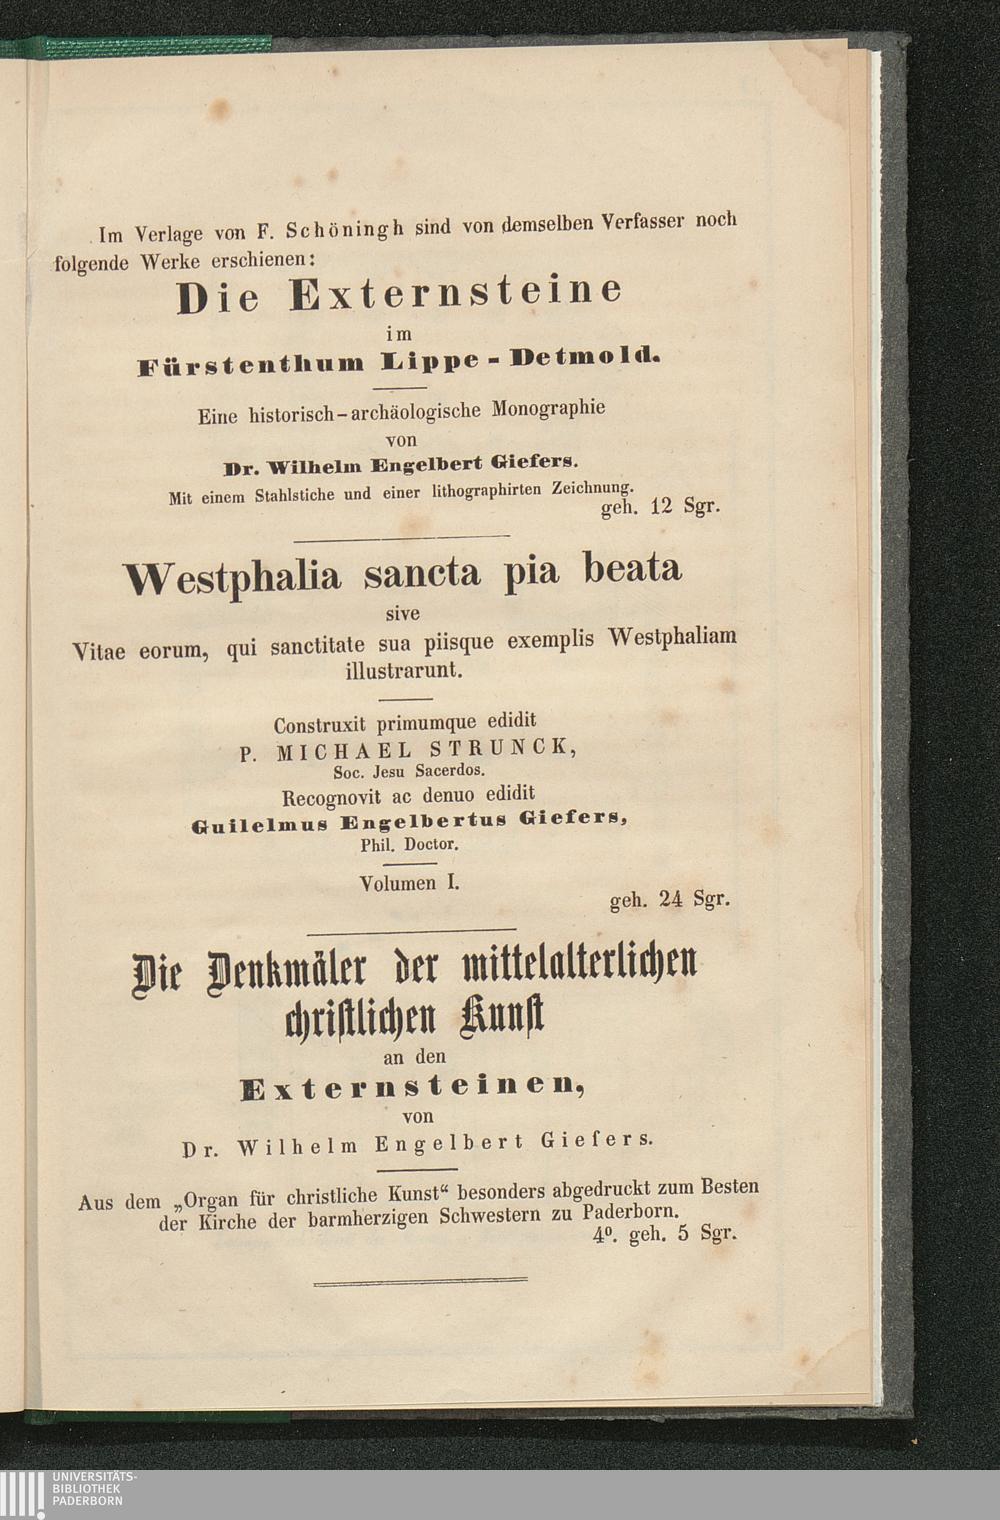 Im Verlage von F. Schöningh sind von demselben Verfasser noch
folgende Werke erschienen:
Die Externsteine
im
Fürstenthum Lippe-Detmold.
Eine historisch-archäologische Monographie
von
Dr. Wilhelm Engelbert Giefers.
Mit einem Stahlstiche und einer lithographirten Zeichnung.
geh. 12 Sgr.
Westphalia sancta pia beata
sive
Vitae eorum, qui sanctitate sua piisque exemplis Westphaliam
illustrarunt.
Construxit primumque edidit
P. MICHAEL STRUNCK,
Soc. Jesu Sacerdos.
Recognovit ac denuo edidit
Guilelmus Engelbertus Giefers,
Phil. Doctor.
Volumen I.
geh. 24 Sgr.
Die Denkmäler der mittelalterlichen
christlichen Kunst
an den
Externsteinen,
von
Dr. Wilhelm Engelbert Giefers.
Aus dem „Organ für christliche Kunst“ besonders abgedruckt zum Besten
der Kirche der barmherzigen Schwestern zu Paderborn.
4º. geh. 5 Sgr.
UNIVERSITÄTS-
BIBLIOTHEK
PADERBORN